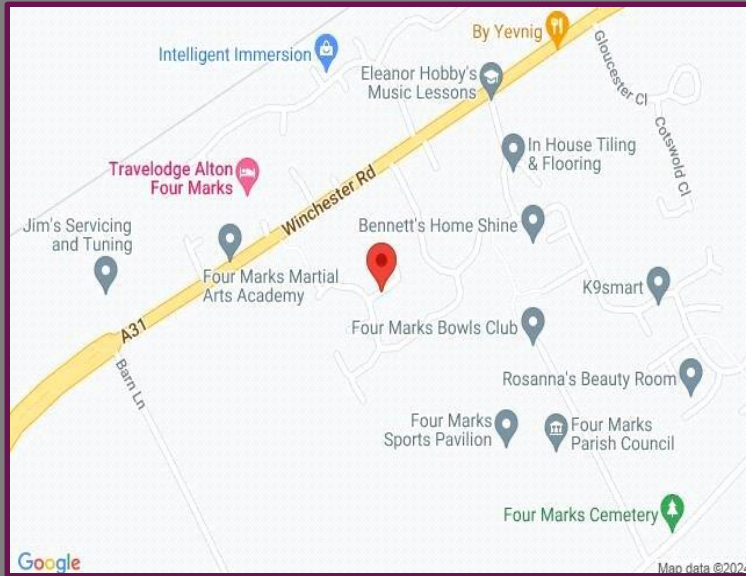 By Yevnig
Intelligent Immersion
Gloucester Cl
Eleanor Hobby's
Music Lessons
Cotswold Cl
In House Tiling
& Flooring
Travelodge Alton
Four Marks
Winchester Rd
Bennett's Home Shine
Jim's Servicing
and Tuning
Four Marks Martial
Arts Academy
K9smart
A31
Four Marks Bowls Club
Barn Ln
Rosanna's Beauty Room
Four Marks
Sports Pavilion
Four Marks
Parish Council
Four Marks Cemetery
Google
Map data ©2024